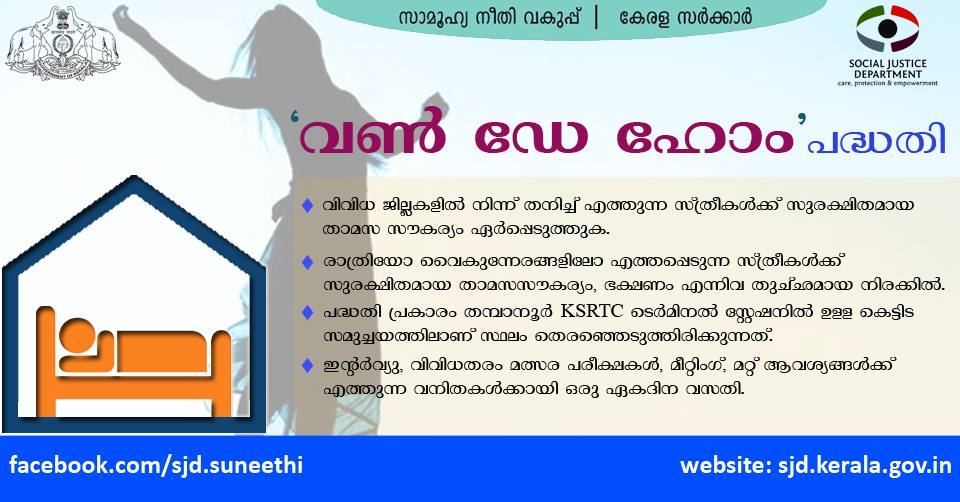 സാമൂഹ്യ നീതി വകുപ്പ് | കേരള സർക്കാർ
SOCIAL JUSTICE
DEPARTMENT
care, protection & empowerment
‘വൺ ഡേ ഹോം’ പദ്ധതി
വിവിധ ജില്ലകളിൽ നിന്ന് തനിച്ച് എത്തുന്ന സ്ത്രീകൾക്ക് സുരക്ഷിതമായ
താമസ സൗകര്യം ഏർപ്പെടുത്തുക.
രാത്രിയോ വൈകുന്നേരങ്ങളിലോ എത്തപ്പെടുന്ന സ്ത്രീകൾക്ക്
സുരക്ഷിതമായ താമസസൗകര്യം, ഭക്ഷണം എന്നിവ തുച്ഛമായ നിരക്കിൽ.
പദ്ധതി പ്രകാരം തമ്പാനൂർ KSRTC ടെർമിനൽ സ്റ്റേഷനിൽ ഉളള കെട്ടിട
സമുച്ചയത്തിലാണ് സ്ഥലം തെരഞ്ഞെടുത്തിരിക്കുന്നത്.
ഇന്റർവ്യു, വിവിധതരം മത്സര പരീക്ഷകൾ, മീറ്റിംഗ്, മറ്റ് ആവശ്യങ്ങൾക്ക്
എത്തുന്ന വനിതകൾക്കായി ഒരു ഏകദിന വസതി.
facebook.com/sjd.suneethi
website: sjd.kerala.gov.in